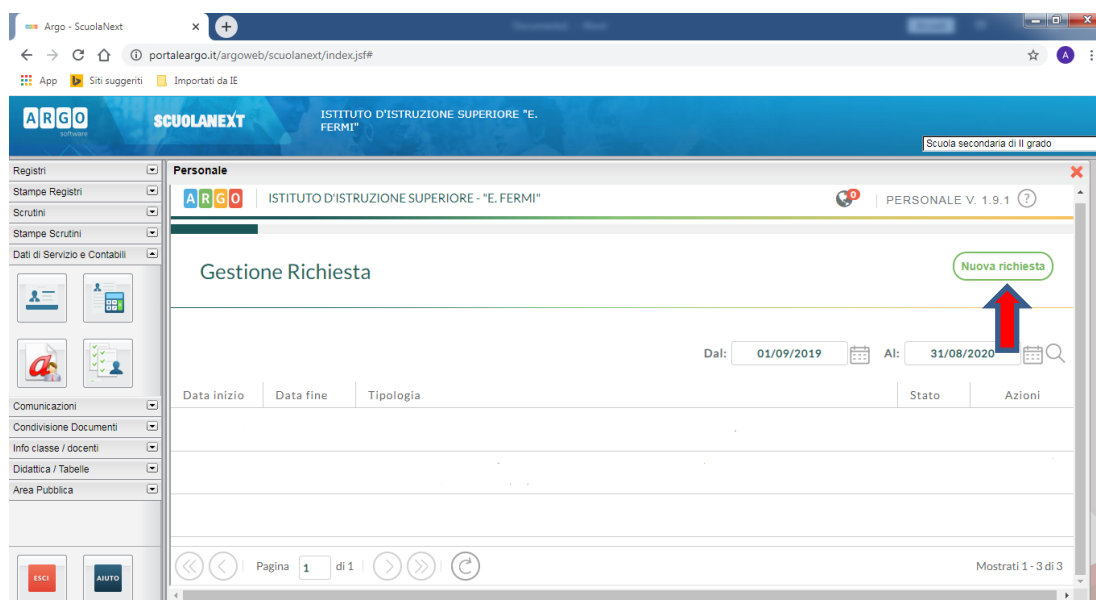 Argo - ScuolaNext
portaleargo.it/argoweb/scuolanext/index.jsf#
A
App Siti suggeriti Importati da IE
ARGO
software
SCUOLANEXT
ISTITUTO D'ISTRUZIONE SUPERIORE "E.
FERMI"
Scuola secondaria di II grado
Registri
Stampe Registri
Scrutini
Stampe Scrutini
Dati di Servizio e Contabili
Comunicazioni
Condivisione Documenti
Info classe / docenti
Didattica / Tabelle
Area Pubblica
ESCI AIUTO
Personale
ARGO ISTITUTO D'ISTRUZIONE SUPERIORE - "E. FERMI" 0 PERSONALE V. 1.9.1 ?
Gestione Richiesta
Nuova richiesta
Dal: 01/09/2019 Al: 31/08/2020
Data inizio Data fine Tipologia Stato Azioni
Pagina 1 di 1 Mostrati 1 - 3 di 3